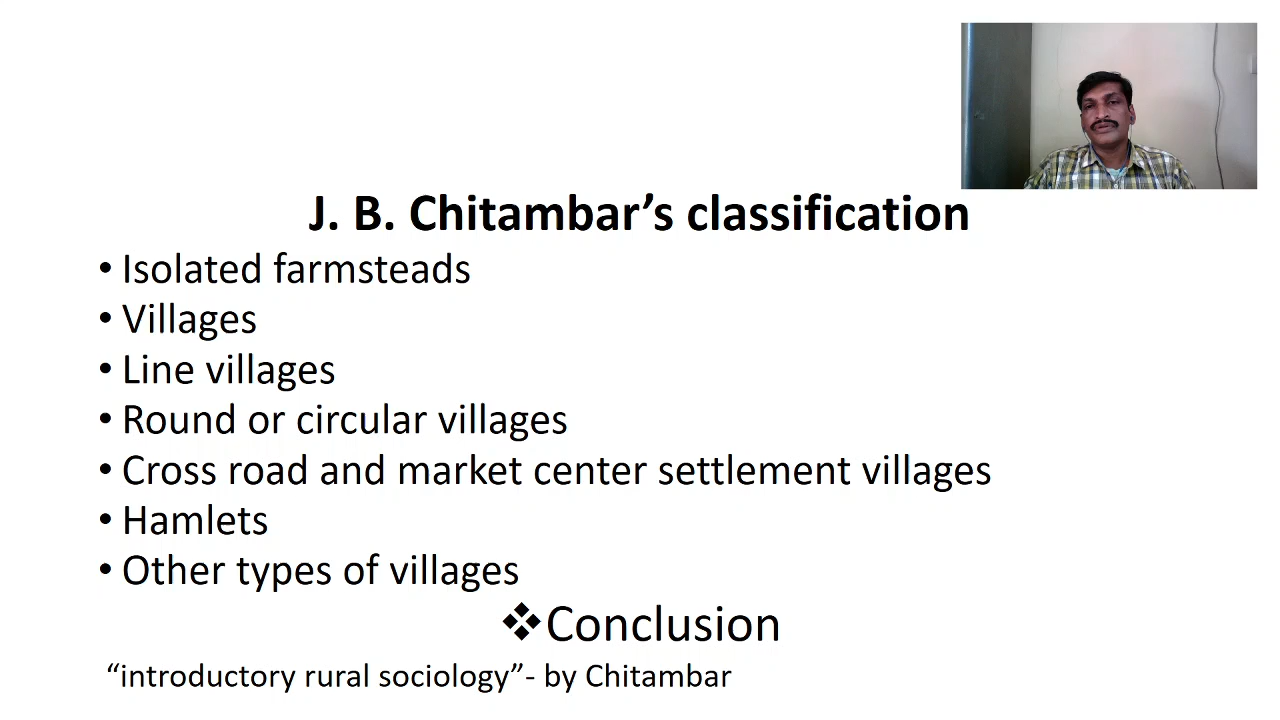 J. B. Chitambar’s classification
• Isolated farmsteads
• Villages
• Line villages
• Round or circular villages
• Cross road and market center settlement villages
• Hamlets
• Other types of villages
❖Conclusion
“introductory rural sociology”- by Chitambar